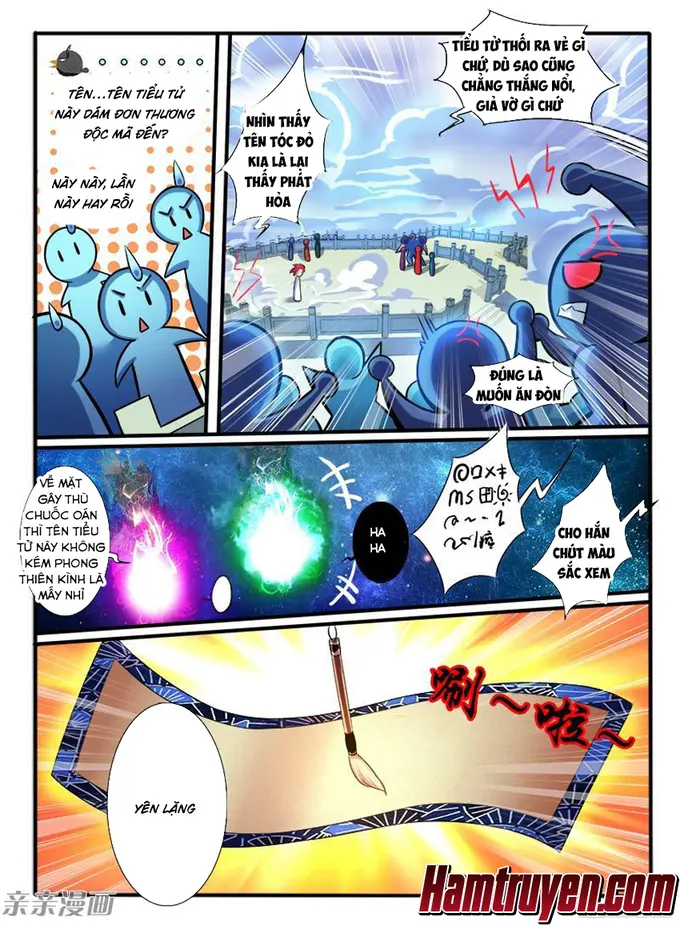 TÊN...TÊN TIỂU TỬ
NÀY DÁM ĐƠN THƯƠNG
ĐỘC MÃ ĐẾN?
NÀY NÀY, LẦN
NÀY HAY RỒI
TIỂU TỬ THỐI RA VẺ GÌ
CHỨ, DÙ SAO CŨNG
CHẲNG THẮNG NỔI,
GIẢ VỜ GÌ CHỨ
NHÌN THẤY
TÊN TÓC ĐỎ
KIA LÀ LẠI
THẤY PHÁT
HỎA
ĐÚNG LÀ
MUỐN ĂN ĐÒN
VỀ MẶT
GÂY THÙ
CHUỐC OÁN
THÌ TÊN TIỂU
TỬ NÀY KHÔNG
KÉM PHONG
THIÊN KÌNH LÀ
MẤY NHỈ
HA
HA
CHO HẮN
CHÚT MÀU
SẮC XEM
唰～啦～
YÊN LẶNG
亲亲漫画
Hamtruyen.com